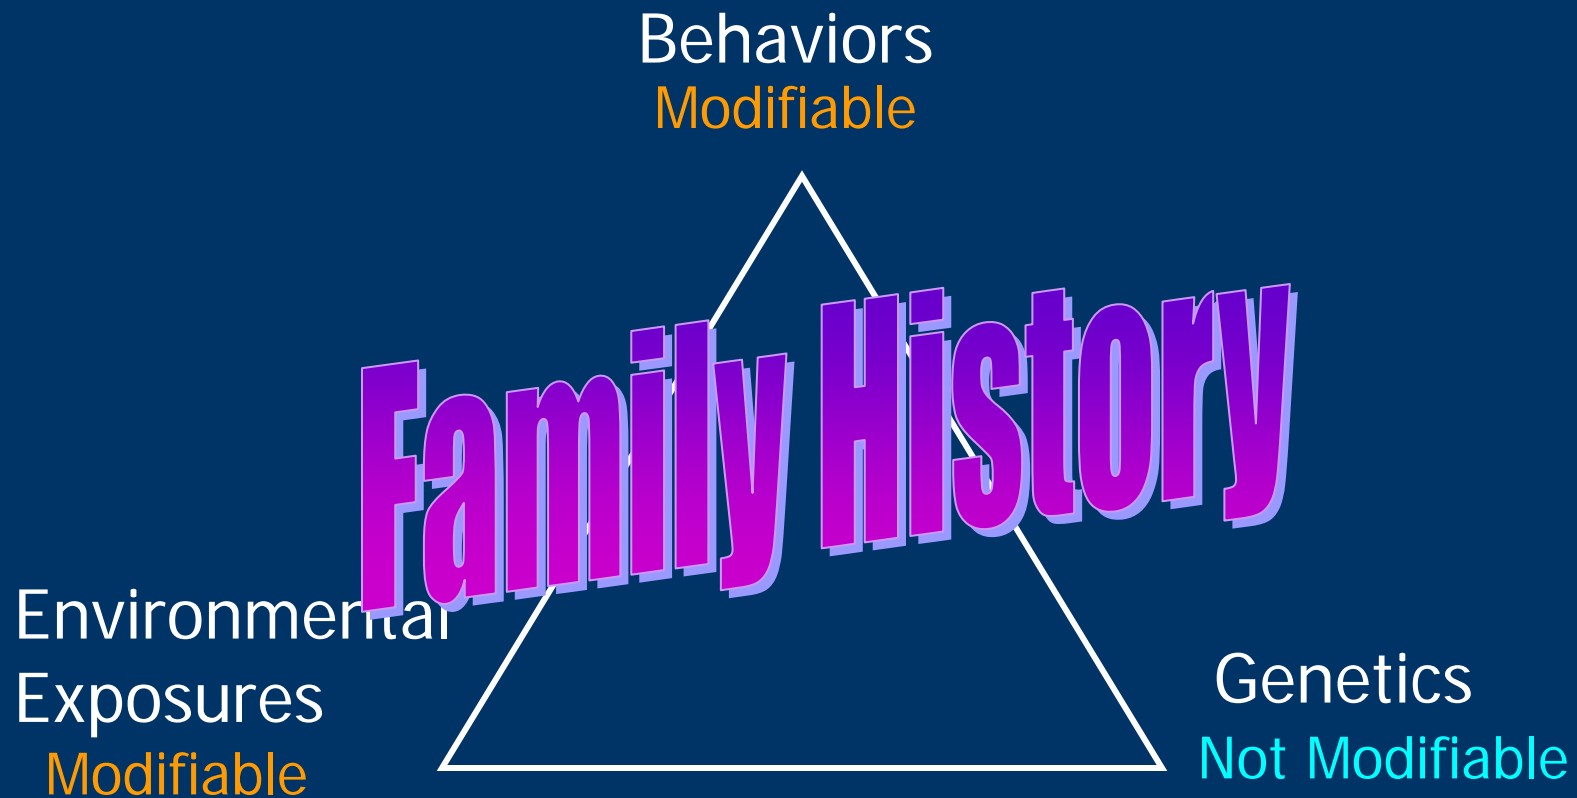 Behaviors
Modifiable
Family History
Environmental
Exposures
Modifiable
Genetics
Not Modifiable